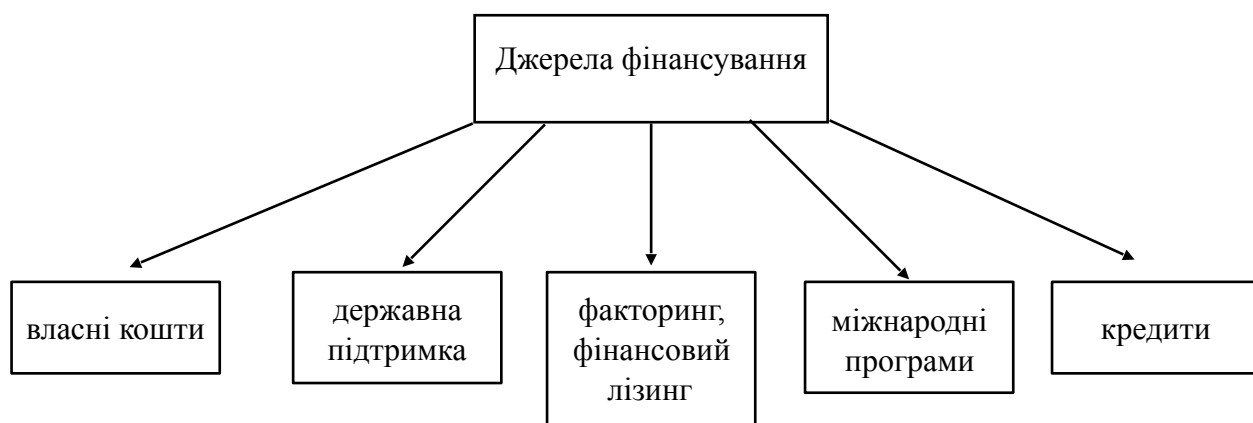 Джерела фінансування
власні кошти
державна
підтримка
факторинг,
фінансовий
лізинг
міжнародні
програми
кредити